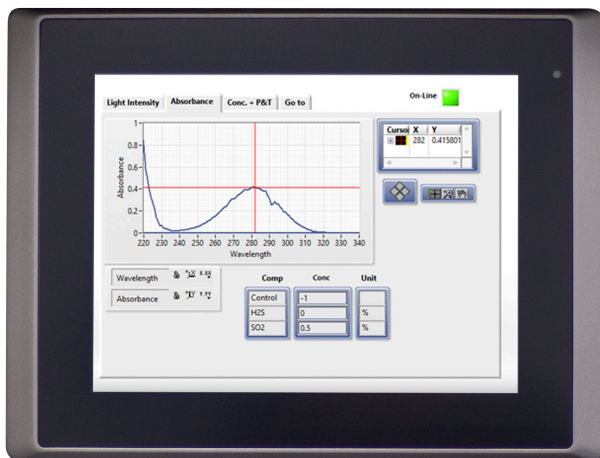 On-Line
Light Intensity Absorbance Conc. + P&T Go to
Cursor X Y
282 0.415801
Absorbance
1-
0.8-
0.6-
0.4-
0.2-
0-
220 230 240 250 260 270 280 290 300 310 320 330 340
Wavelength
Wavelength
Absorbance
Comp Conc Unit
Control -1
H2S 0 %
SO2 0.5 %